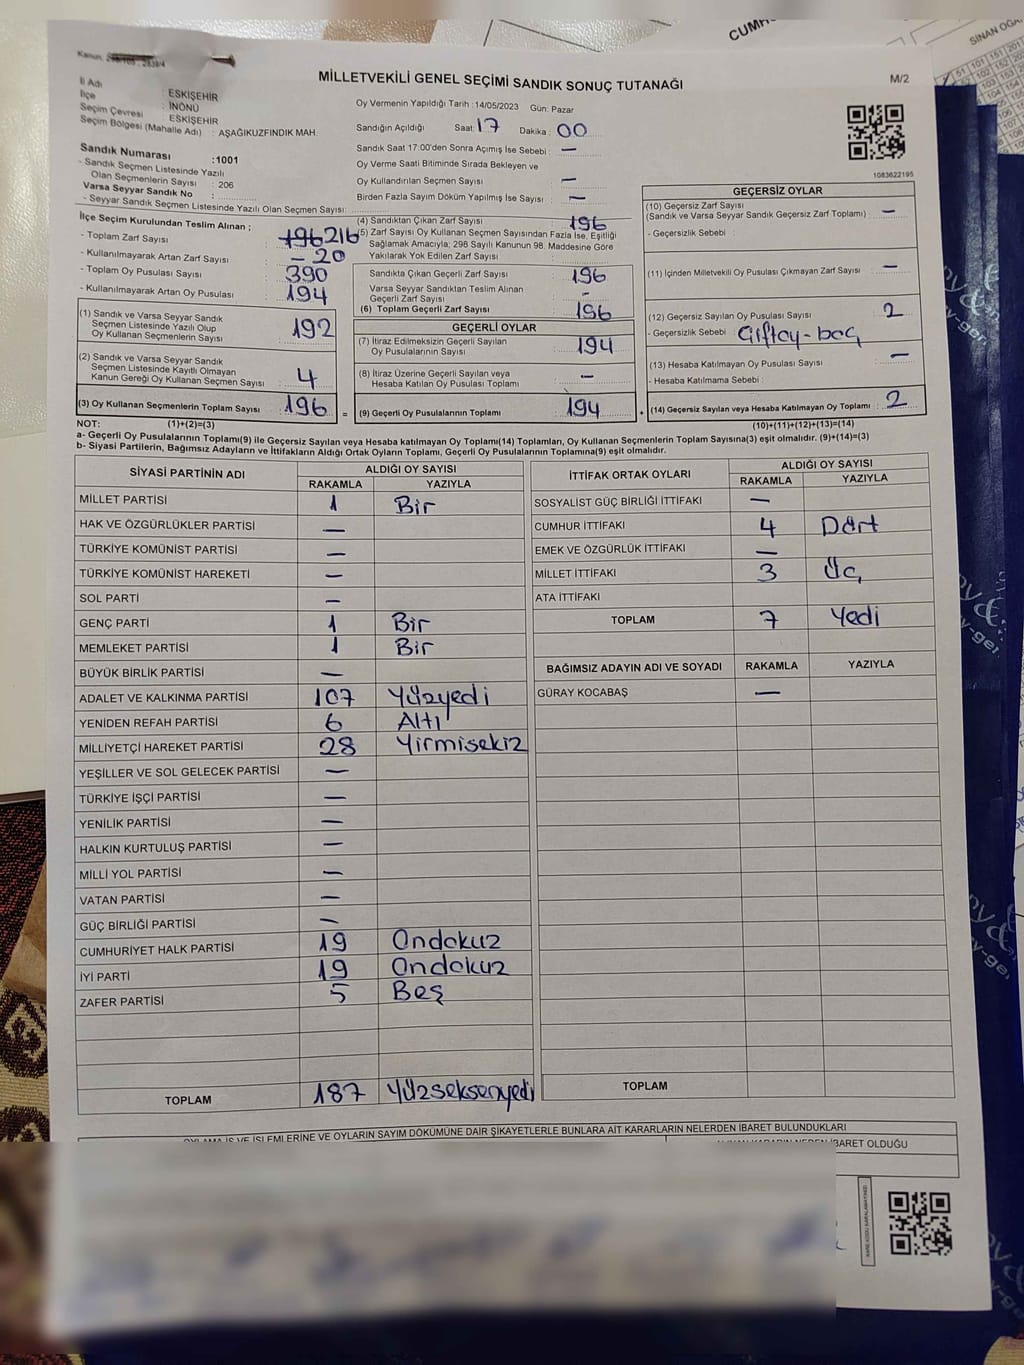 CUMH
SİNAN OĞA
Kanun, 298/109 , 2839/4
MİLLETVEKİLİ GENEL SEÇİMİ SANDIK SONUÇ TUTANAĞI
M/2
İl Adı : ESKİŞEHİR
İlçe : İNÖNÜ
Seçim Çevresi : ESKİŞEHİR
Seçim Bölgesi (Mahalle Adı) : AŞAĞIKUZFINDIK MAH.
Oy Vermenin Yapıldığı Tarih : 14/05/2023 Gün: Pazar
Sandığın Açıldığı Saat: 17 Dakika : 00
Sandık Saat 17:00'den Sonra Açımış İse Sebebi : —
Oy Verme Saati Bitiminde Sırada Bekleyen ve
Oy Kullandırılan Seçmen Sayısı : —
Birden Fazla Sayım Döküm Yapılmış İse Sayısı : —
1083622195
Sandık Numarası :1001
- Sandık Seçmen Listesinde Yazılı
Olan Seçmenlerin Sayısı : 206
Varsa Seyyar Sandık No :
- Seyyar Sandık Seçmen Listesinde Yazılı Olan Seçmen Sayısı:
İlçe Seçim Kurulundan Teslim Alınan ;
- Toplam Zarf Sayısı : 196 216
- Kullanılmayarak Artan Zarf Sayısı : – 20
- Toplam Oy Pusulası Sayısı : 390
- Kullanılmayarak Artan Oy Pusulası : 194
(1) Sandık ve Varsa Seyyar Sandık
Seçmen Listesinde Yazılı Olup
Oy Kullanan Seçmenlerin Sayısı : 192
(2) Sandık ve Varsa Seyyar Sandık
Seçmen Listesinde Kayıtlı Olmayan
Kanun Gereği Oy Kullanan Seçmen Sayısı : 4
(3) Oy Kullanan Seçmenlerin Toplam Sayısı : 196
(4) Sandıktan Çıkan Zarf Sayısı : 196
(5) Zarf Sayısı Oy Kullanan Seçmen Sayısından Fazla İse, Eşitliği
Sağlamak Amacıyla; 298 Sayılı Kanunun 98. Maddesine Göre
Yakılarak Yok Edilen Zarf Sayısı :
Sandıkta Çıkan Geçerli Zarf Sayısı : 196
Varsa Seyyar Sandıktan Teslim Alınan
Geçerli Zarf Sayısı : –
(6) Toplam Geçerli Zarf Sayısı : 196
GEÇERLİ OYLAR
(7) İtiraz Edilmeksizin Geçerli Sayılan
Oy Pusulalarının Sayısı : 194
(8) İtiraz Üzerine Geçerli Sayılan veya
Hesaba Katılan Oy Pusulası Toplamı : –
= (9) Geçerli Oy Pusulalarının Toplamı : 194
GEÇERSİZ OYLAR
(10) Geçersiz Zarf Sayısı
(Sandık ve Varsa Seyyar Sandık Geçersiz Zarf Toplamı) : —
- Geçersizlik Sebebi :
(11) İçinden Milletvekili Oy Pusulası Çıkmayan Zarf Sayısı : —
(12) Geçersiz Sayılan Oy Pusulası Sayısı : 2
- Geçersizlik Sebebi : Çiftoy-boş
(13) Hesaba Katılmayan Oy Pusulası Sayısı : —
- Hesaba Katılmama Sebebi :
+ (14) Geçersiz Sayılan veya Hesaba Katılmayan Oy Toplamı : 2
NOT: (1)+(2)=(3) (10)+(11)+(12)+(13)=(14)
a- Geçerli Oy Pusulalarının Toplamı(9) ile Geçersiz Sayılan veya Hesaba katılmayan Oy Toplamı(14) Toplamları, Oy Kullanan Seçmenlerin Toplam Sayısına(3) eşit olmalıdır. (9)+(14)=(3)
b- Siyasi Partilerin, Bağımsız Adayların ve İttifakların Aldığı Ortak Oyların Toplamı, Geçerli Oy Pusulalarının Toplamına(9) eşit olmalıdır.
SİYASİ PARTİNİN ADI ALDIĞI OY SAYISI
RAKAMLA YAZIYLA
MİLLET PARTİSİ 1 Bir
HAK VE ÖZGÜRLÜKLER PARTİSİ —
TÜRKİYE KOMÜNİST PARTİSİ —
TÜRKİYE KOMÜNİST HAREKETİ —
SOL PARTİ —
GENÇ PARTİ 1 Bir
MEMLEKET PARTİSİ 1 Bir
BÜYÜK BİRLİK PARTİSİ —
ADALET VE KALKINMA PARTİSİ 107 Yüzyedi
YENİDEN REFAH PARTİSİ 6 Altı
MİLLİYETÇİ HAREKET PARTİSİ 28 Yirmisekiz
YEŞİLLER VE SOL GELECEK PARTİSİ —
TÜRKİYE İŞÇİ PARTİSİ —
YENİLİK PARTİSİ —
HALKIN KURTULUŞ PARTİSİ —
MİLLİ YOL PARTİSİ —
VATAN PARTİSİ —
GÜÇ BİRLİĞİ PARTİSİ —
CUMHURİYET HALK PARTİSİ 19 Ondokuz
İYİ PARTİ 19 Ondokuz
ZAFER PARTİSİ 5 Beş
TOPLAM 187 Yüzseksenyedi
İTTİFAK ORTAK OYLARI ALDIĞI OY SAYISI
RAKAMLA YAZIYLA
SOSYALİST GÜÇ BİRLİĞİ İTTİFAKI —
CUMHUR İTTİFAKI 4 Dört
EMEK VE ÖZGÜRLÜK İTTİFAKI —
MİLLET İTTİFAKI 3 Üç
ATA İTTİFAKI
TOPLAM 7 Yedi
BAĞIMSIZ ADAYIN ADI VE SOYADI RAKAMLA YAZIYLA
GÜRAY KOCABAŞ —
TOPLAM
OYLAMA İŞ VE İŞLEMLERİNE VE OYLARIN SAYIM DÖKÜMÜNE DAİR ŞİKAYETLERLE BUNLARA AİT KARARLARIN NELERDEN İBARET BULUNDUKLARI
İBARET OLDUĞU
KARE KODU KARALAMAYINIZ